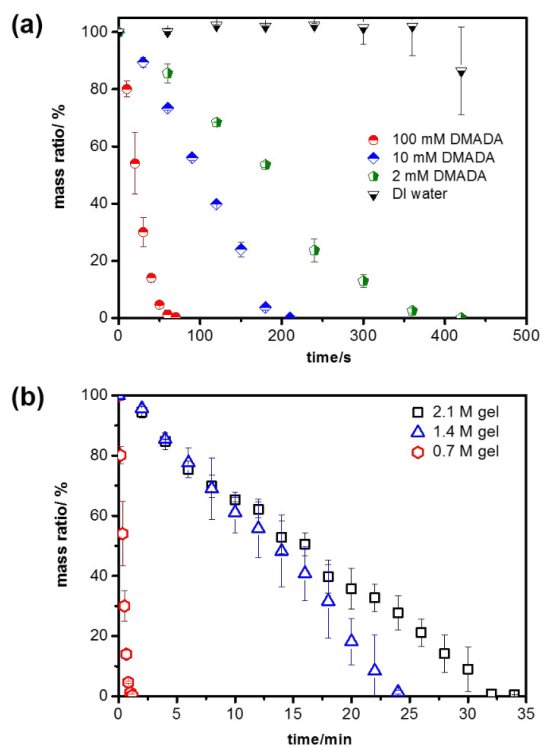 (a)
100
80
60
40
20
0
mass ratio/ %
100 mM DMADA
10 mM DMADA
2 mM DMADA
DI water
0 100 200 300 400 500
time/s
(b)
100
80
60
40
20
0
mass ratio/ %
2.1 M gel
1.4 M gel
0.7 M gel
0 5 10 15 20 25 30 35
time/min